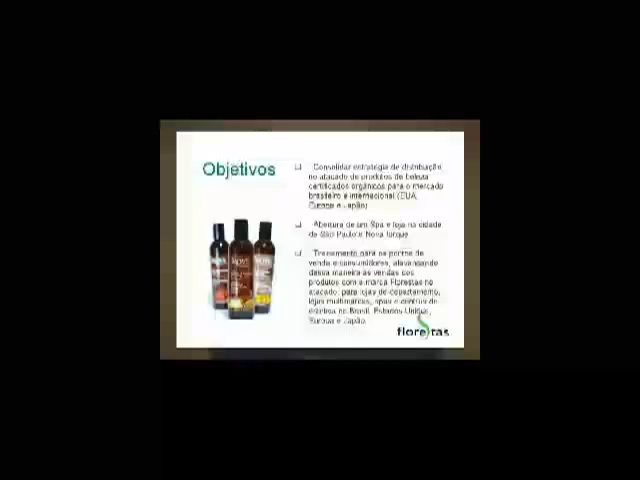 Objetivos
Consolidar estratégia de distribuição
no atacado de produtos de beleza
certificados orgânicos para o mercado
brasileiro e internacional (EUA,
Europa e Japão)
Abertura de um Spa e loja na cidade
de São Paulo e Nova Iorque
Treinamento para os pontos de
venda e consumidores, alavancando
dessa maneira as vendas dos
produtos com a marca Florestas no
atacado, para lojas de departamento,
lojas multimarcas, spas e centros de
estética no Brasil, Estados Unidos,
Europa e Japão.
florestas